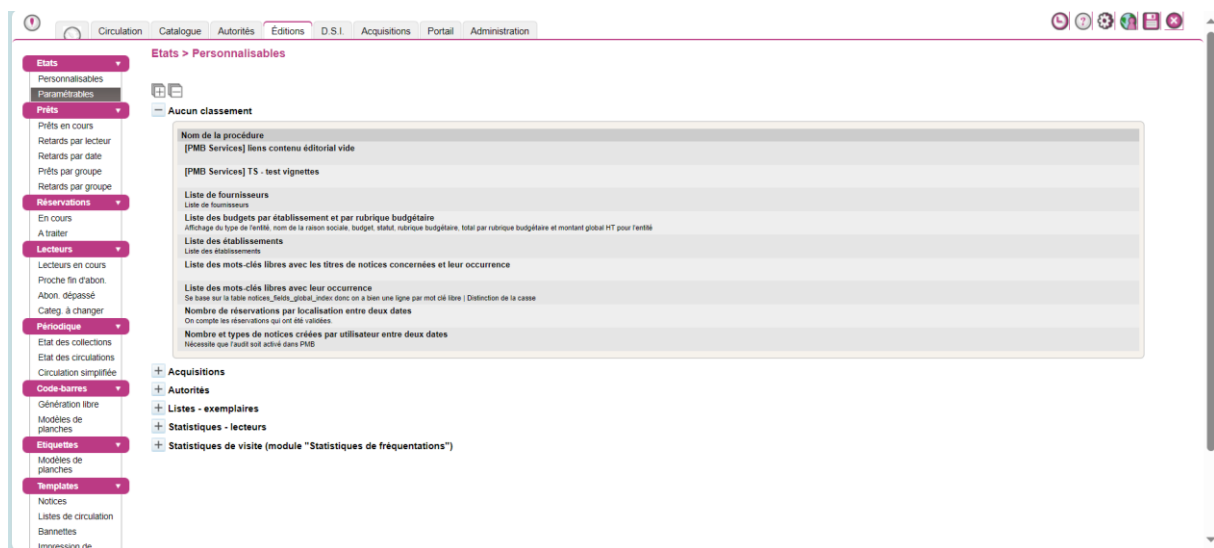 Circulation Catalogue Autorités Éditions D.S.I. Acquisitions Portail Administration
Etats > Personnalisables
Etats
Personnalisables
Paramétrables
Prêts
Prêts en cours
Retards par lecteur
Retards par date
Prêts par groupe
Retards par groupe
Réservations
En cours
A traiter
Lecteurs
Lecteurs en cours
Proche fin d'abon.
Abon. dépassé
Categ. à changer
Périodique
Etat des collections
Etat des circulations
Circulation simplifiée
Code-barres
Génération libre
Modèles de
planches
Etiquettes
Modèles de
planches
Templates
Notices
Listes de circulation
Bannettes
Impression de
Aucun classement
Nom de la procédure
[PMB Services] liens contenu éditorial vide
[PMB Services] TS - test vignettes
Liste de fournisseurs
Liste de fournisseurs
Liste des budgets par établissement et par rubrique budgétaire
Affichage du type de l'entité, nom de la raison sociale, budget, statut, rubrique budgétaire, total par rubrique budgétaire et montant global HT pour l'entité
Liste des établissements
Liste des établissements
Liste des mots-clés libres avec les titres de notices concernées et leur occurrence
Liste des mots-clés libres avec leur occurrence
Se base sur la table notices_fields_global_index donc on a bien une ligne par mot clé libre | Distinction de la casse
Nombre de réservations par localisation entre deux dates
On compte les réservations qui ont été validées.
Nombre et types de notices créées par utilisateur entre deux dates
Nécessite que l'audit soit activé dans PMB
Acquisitions
Autorités
Listes - exemplaires
Statistiques - lecteurs
Statistiques de visite (module "Statistiques de fréquentations")